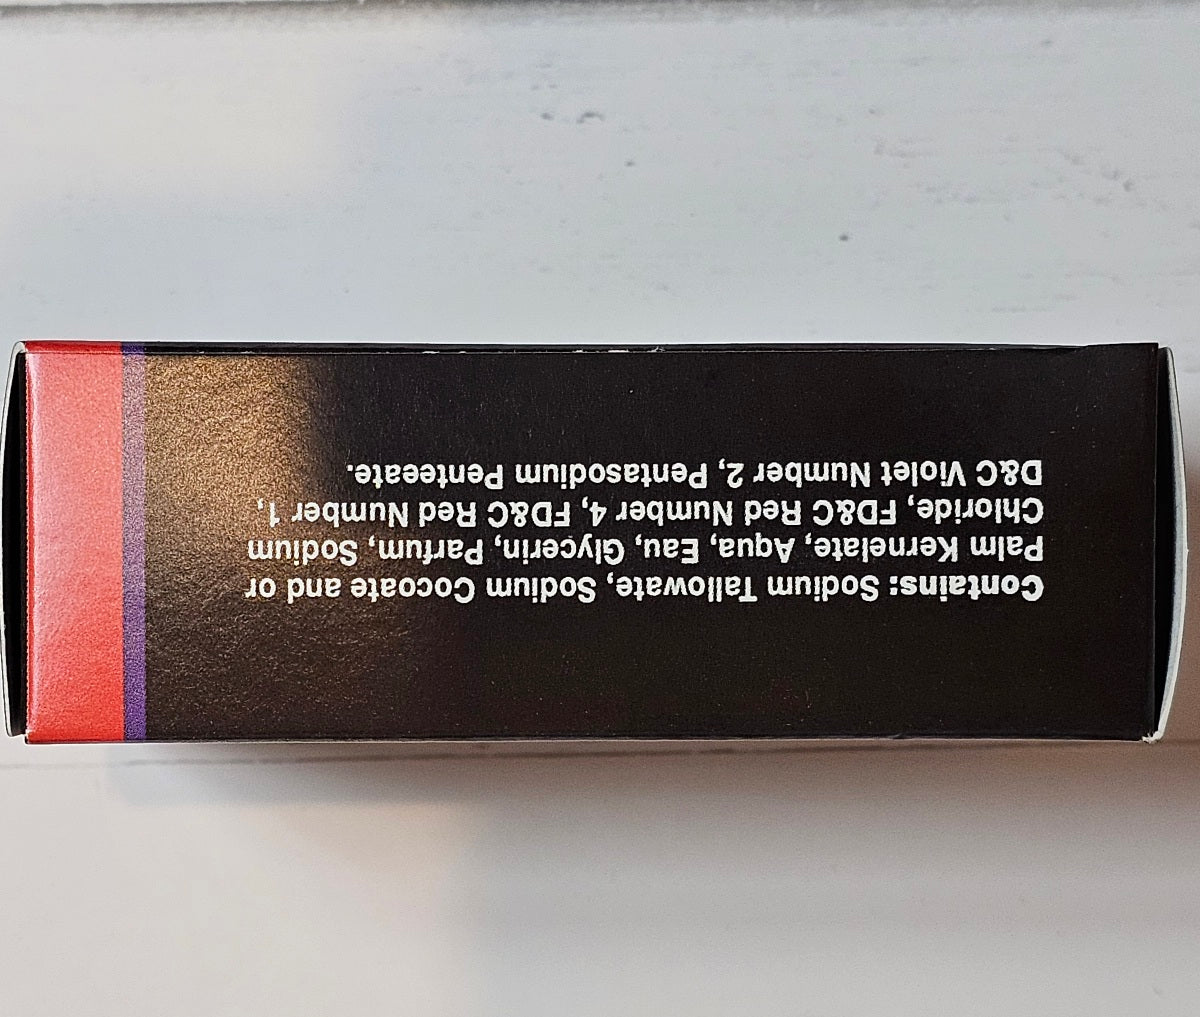 Contains: Sodium Tallowate, Sodium Cocoate and or
Palm Kernelate, Aqua, Eau, Glycerin, Parfum, Sodium
Chloride, FD&C Red Number 4, FD&C Red Number 1,
D&C Violet Number 2, Pentasodium Penteeate.